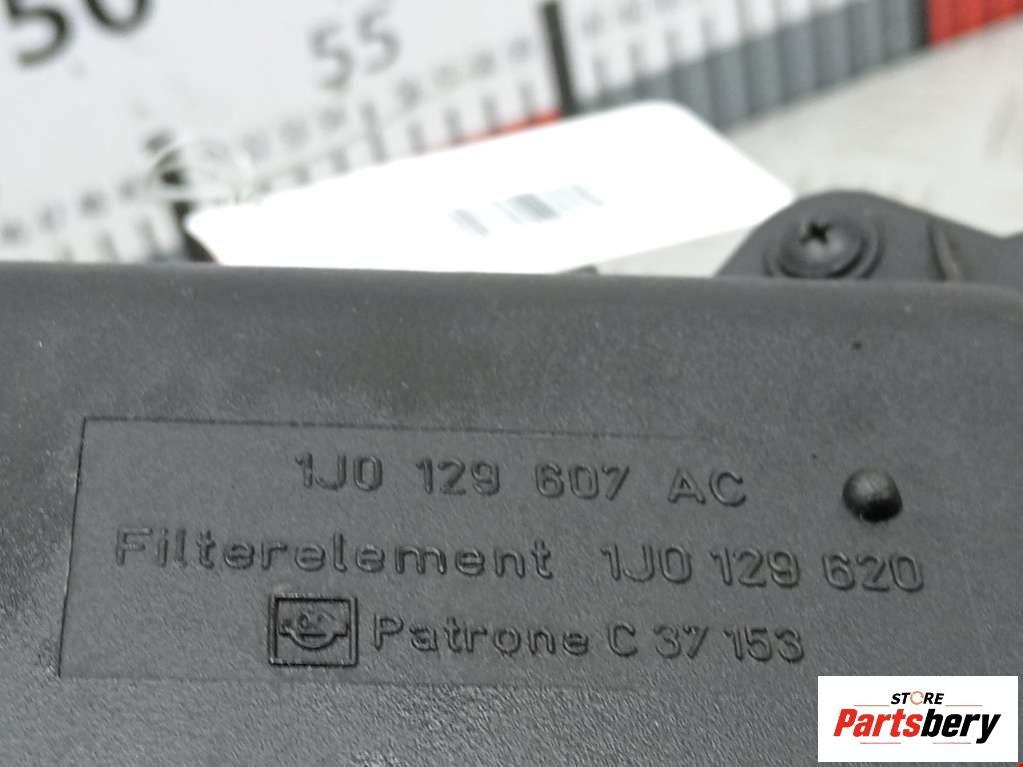 50
55
1J0 129 607 AC
Filterelement 1J0 129 620
Patrone C 37 153
STORE
Partsbery